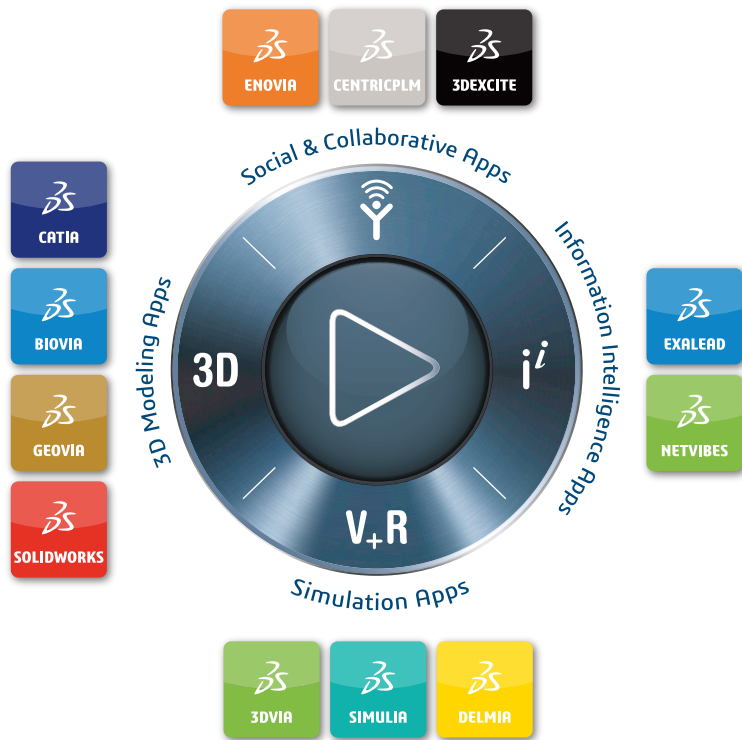 ENOVIA
CENTRICPLM
3DEXCITE
Social & Collaborative Apps
CATIA
BIOVIA
GEOVIA
SOLIDWORKS
3D Modeling Apps
3D
Information Intelligence Apps
iⁱ
EXALEAD
NETVIBES
V+R
Simulation Apps
3DVIA
SIMULIA
DELMIA